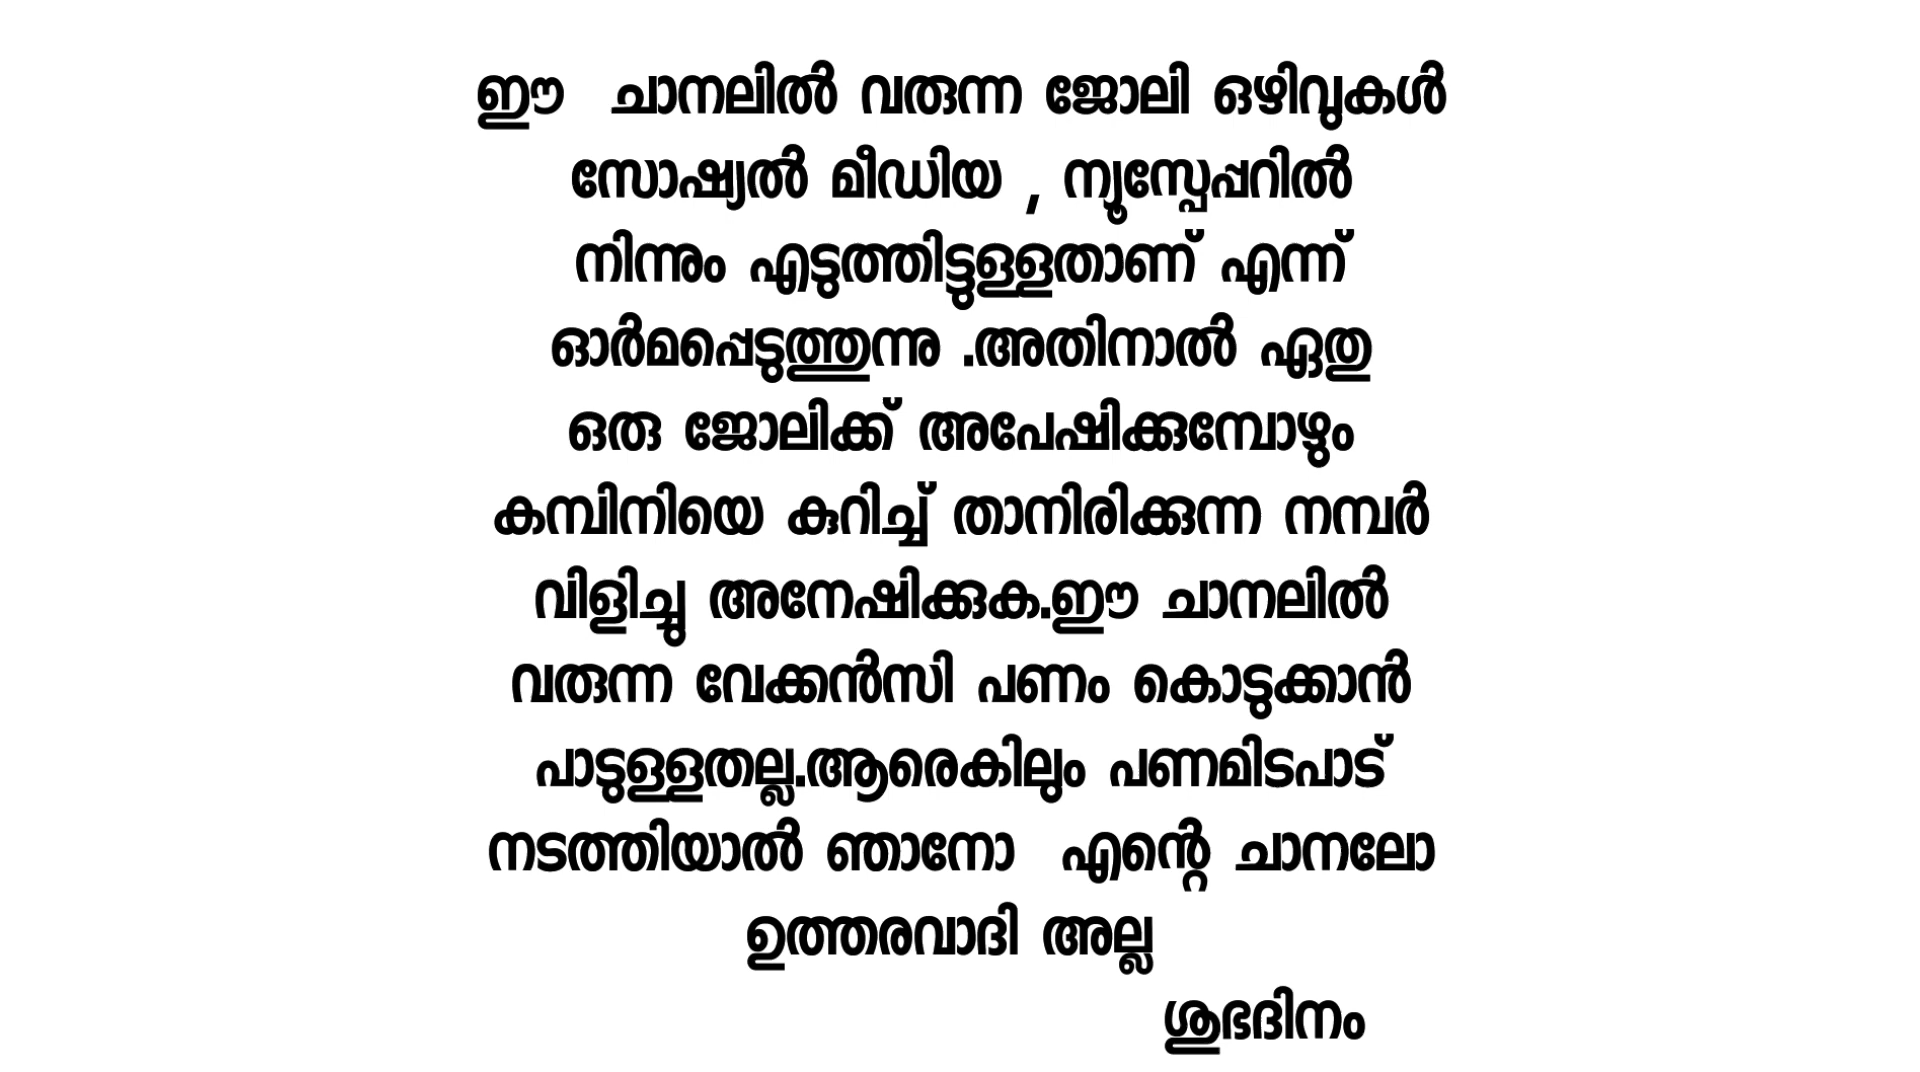 ഈ ചാനലിൽ വരുന്ന ജോലി ഒഴിവുകൾ
സോഷ്യൽ മീഡിയ , ന്യൂസ്പേപ്പറിൽ
നിന്നും എടുത്തിട്ടുള്ളതാണ് എന്ന്
ഓർമപ്പെടുത്തുന്നു .അതിനാൽ ഏതു
ഒരു ജോലിക്ക് അപേഷിക്കുമ്പോഴും
കമ്പിനിയെ കുറിച്ച് താനിരിക്കുന്ന നമ്പർ
വിളിച്ചു അനേഷിക്കുക.ഈ ചാനലിൽ
വരുന്ന വേക്കൻസി പണം കൊടുക്കാൻ
പാടുള്ളതല്ല.ആരെകിലും പണമിടപാട്
നടത്തിയാൽ ഞാനോ എന്റെ ചാനലോ
ഉത്തരവാദി അല്ല
ശുഭദിനം